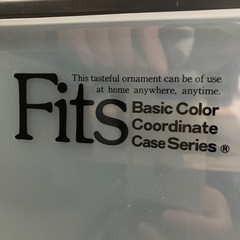 This tasteful ornament can be of use
at home anywhere, anytime.
Fits
Basic Color
Coordinate
Case Series ®